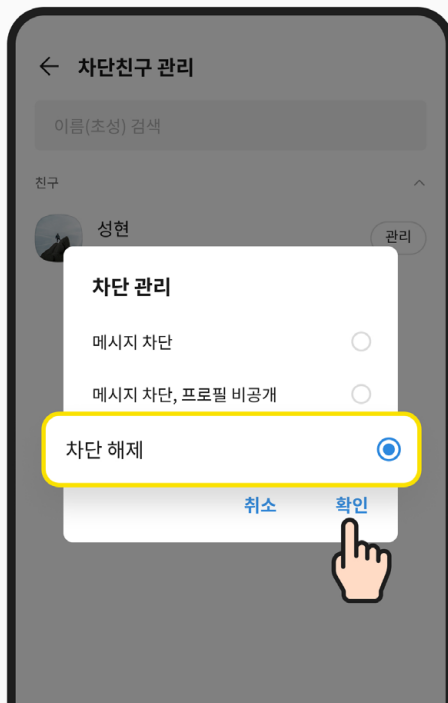 차단친구 관리
이름(초성) 검색
친구
성현
관리
차단 관리
메시지 차단
메시지 차단, 프로필 비공개
차단 해제
취소
확인